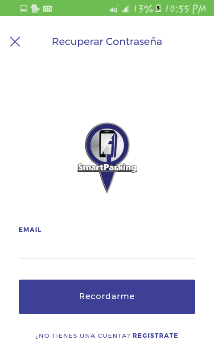 4G 13% 10:55 PM
Recuperar Contraseña
SmartParking
EMAIL
Recordarme
¿NO TIENES UNA CUENTA? REGISTRATE